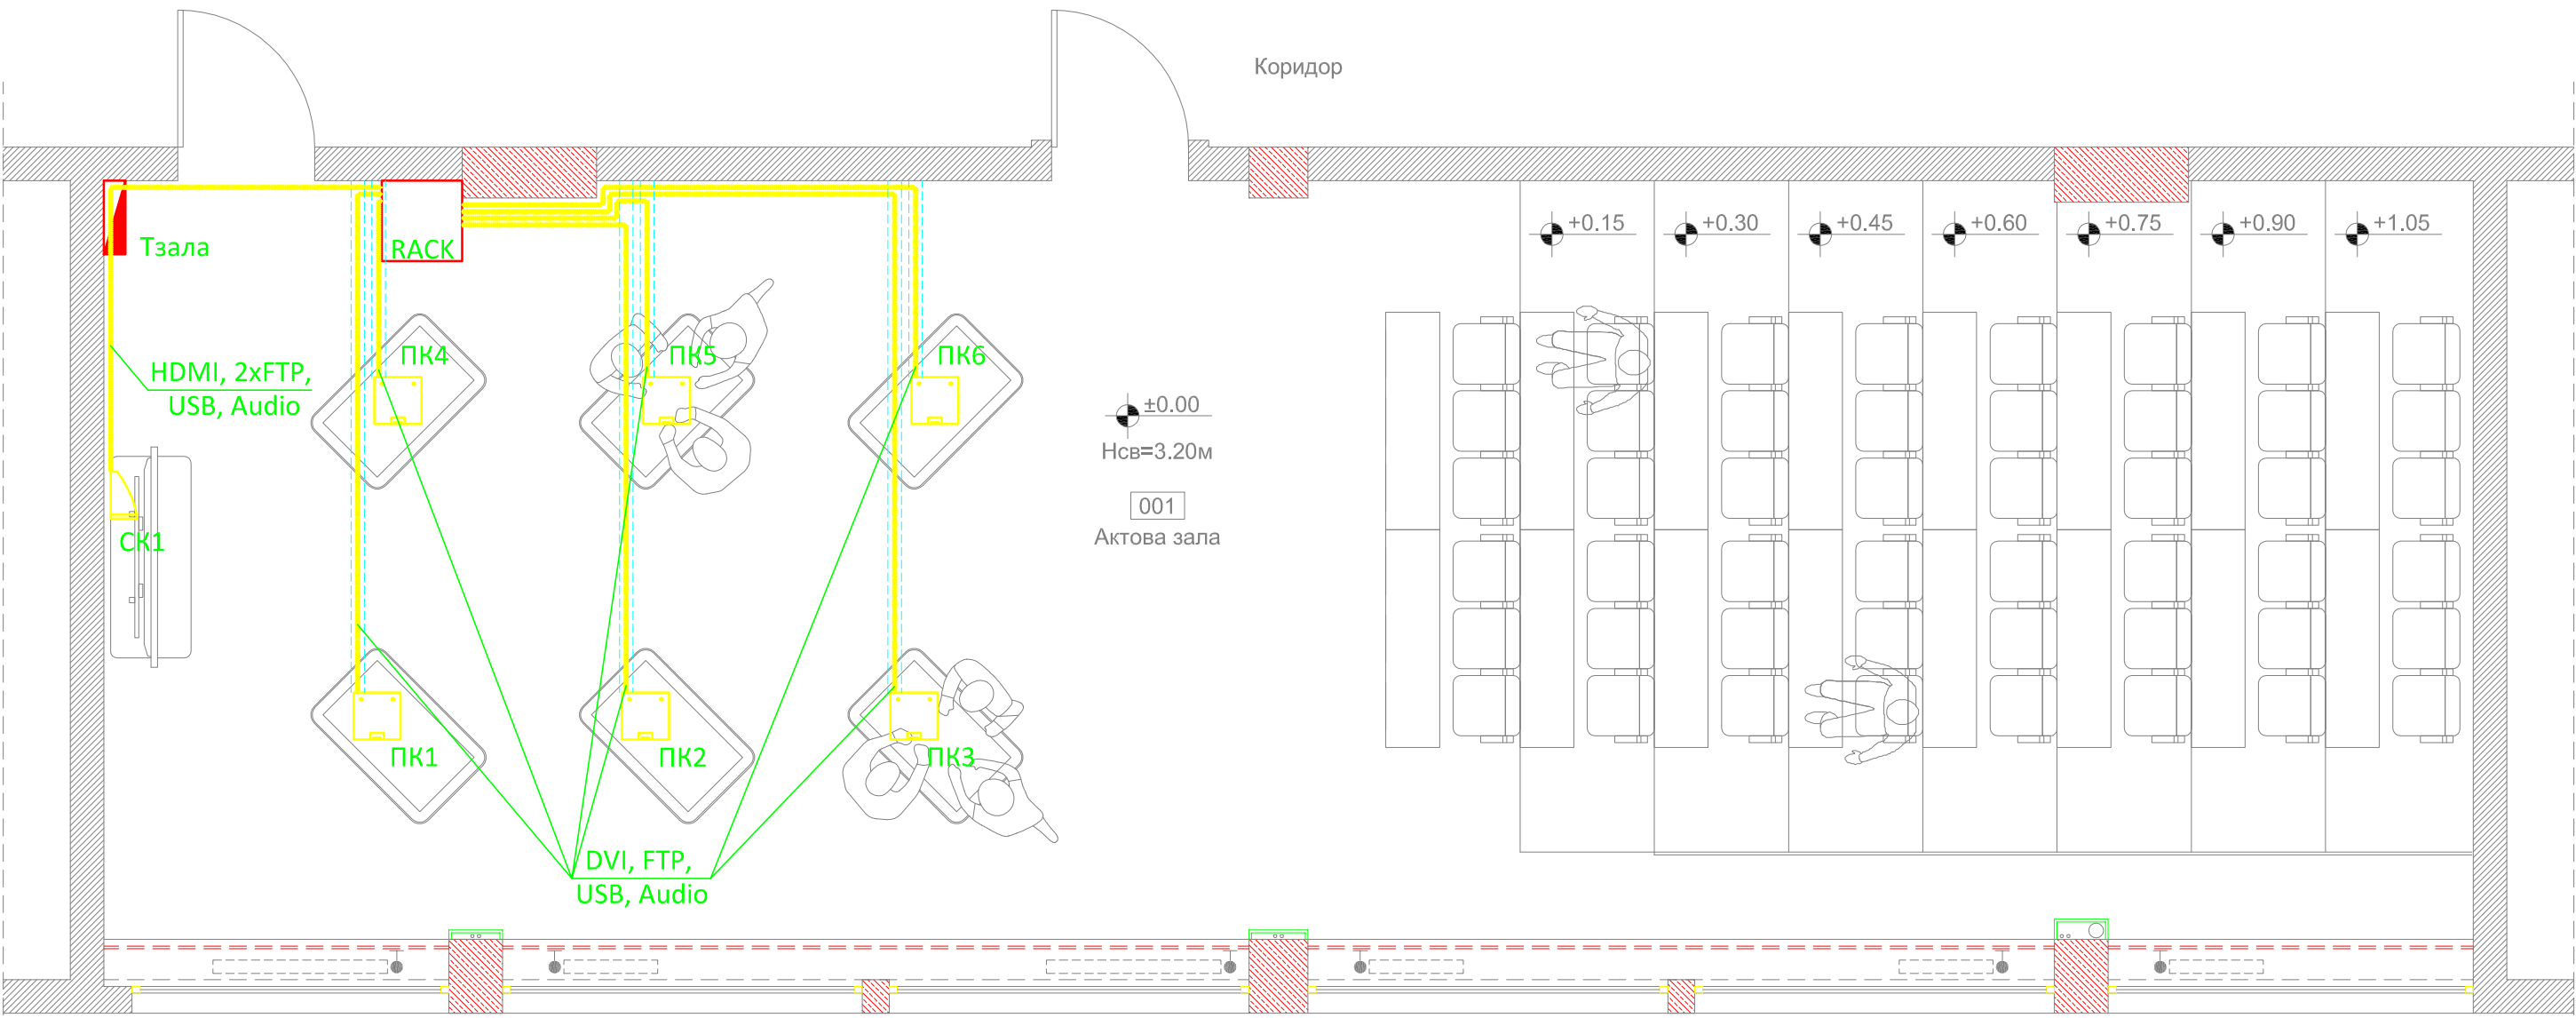 Коридор
+0.15
+0.30
+0.45
+0.60
+0.75
+0.90
+1.05
Тзала
RACK
ПК4
ПК5
ПК6
HDMI, 2xFTP,
USB, Audio
±0.00
Нсв=3.20м
001
Актова зала
СК1
ПК1
ПК2
ПК3
DVI, FTP,
USB, Audio